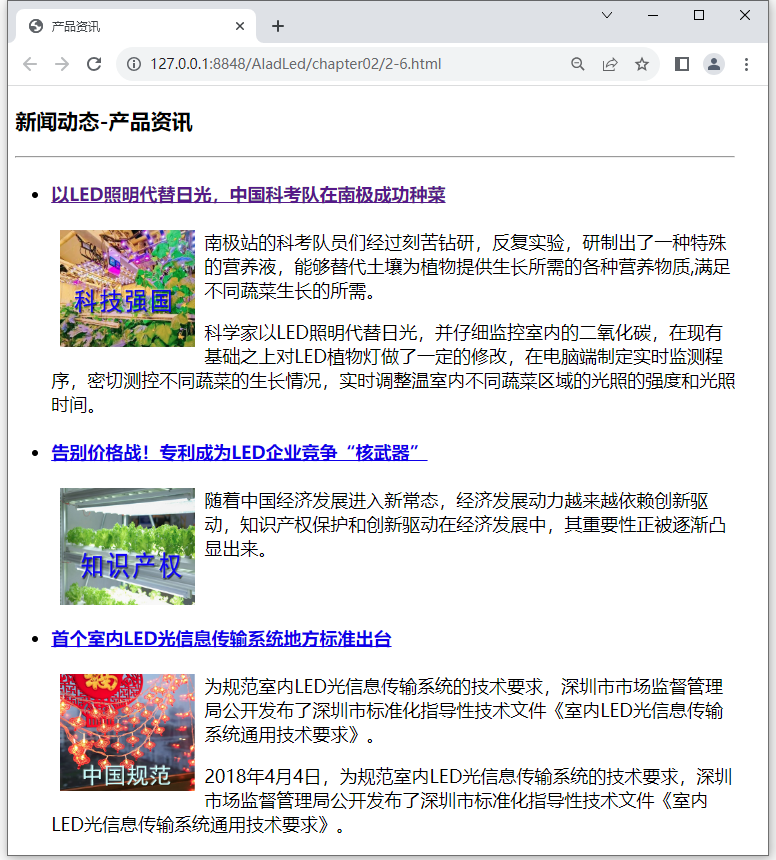 产品资讯
127.0.0.1:8848/AladLed/chapter02/2-6.html
新闻动态-产品资讯
以LED照明代替日光，中国科考队在南极成功种菜
科技强国
南极站的科考队员们经过刻苦钻研，反复实验，研制出了一种特殊
的营养液，能够替代土壤为植物提供生长所需的各种营养物质,满足
不同蔬菜生长的所需。
科学家以LED照明代替日光，并仔细监控室内的二氧化碳，在现有
基础之上对LED植物灯做了一定的修改，在电脑端制定实时监测程
序，密切测控不同蔬菜的生长情况，实时调整温室内不同蔬菜区域的光照的强度和光照
时间。
告别价格战！专利成为LED企业竞争“核武器”
知识产权
随着中国经济发展进入新常态，经济发展动力越来越依赖创新驱
动，知识产权保护和创新驱动在经济发展中，其重要性正被逐渐凸
显出来。
首个室内LED光信息传输系统地方标准出台
福
中国规范
为规范室内LED光信息传输系统的技术要求，深圳市市场监督管理
局公开发布了深圳市标准化指导性技术文件《室内LED光信息传输
系统通用技术要求》。
2018年4月4日，为规范室内LED光信息传输系统的技术要求，深圳
市场监督管理局公开发布了深圳市标准化指导性技术文件《室内
LED光信息传输系统通用技术要求》。